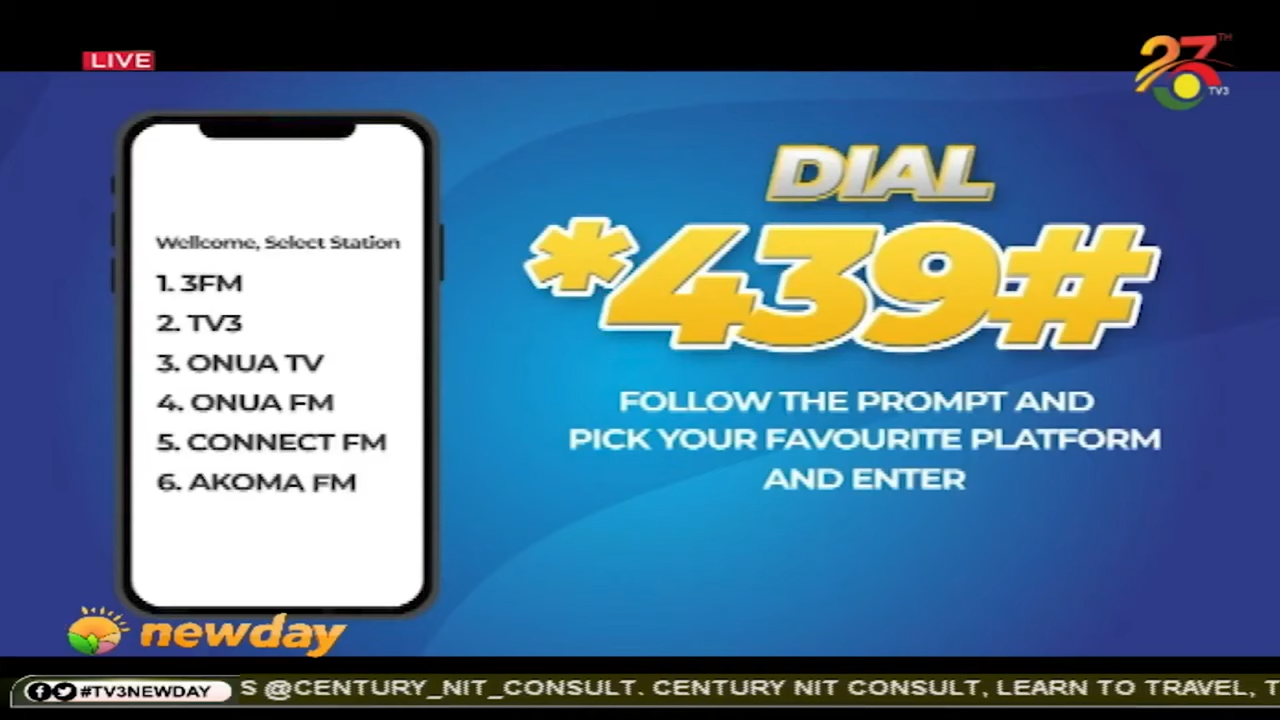 LIVE
23
TH
TV3
DIAL
*439#
FOLLOW THE PROMPT AND
PICK YOUR FAVOURITE PLATFORM
AND ENTER
Wellcome, Select Station
1. 3FM
2. TV3
3. ONUA TV
4. ONUA FM
5. CONNECT FM
6. AKOMA FM
newday
#TV3NEWDAY
S @CENTURY_NIT_CONSULT. CENTURY NIT CONSULT, LEARN TO TRAVEL, T